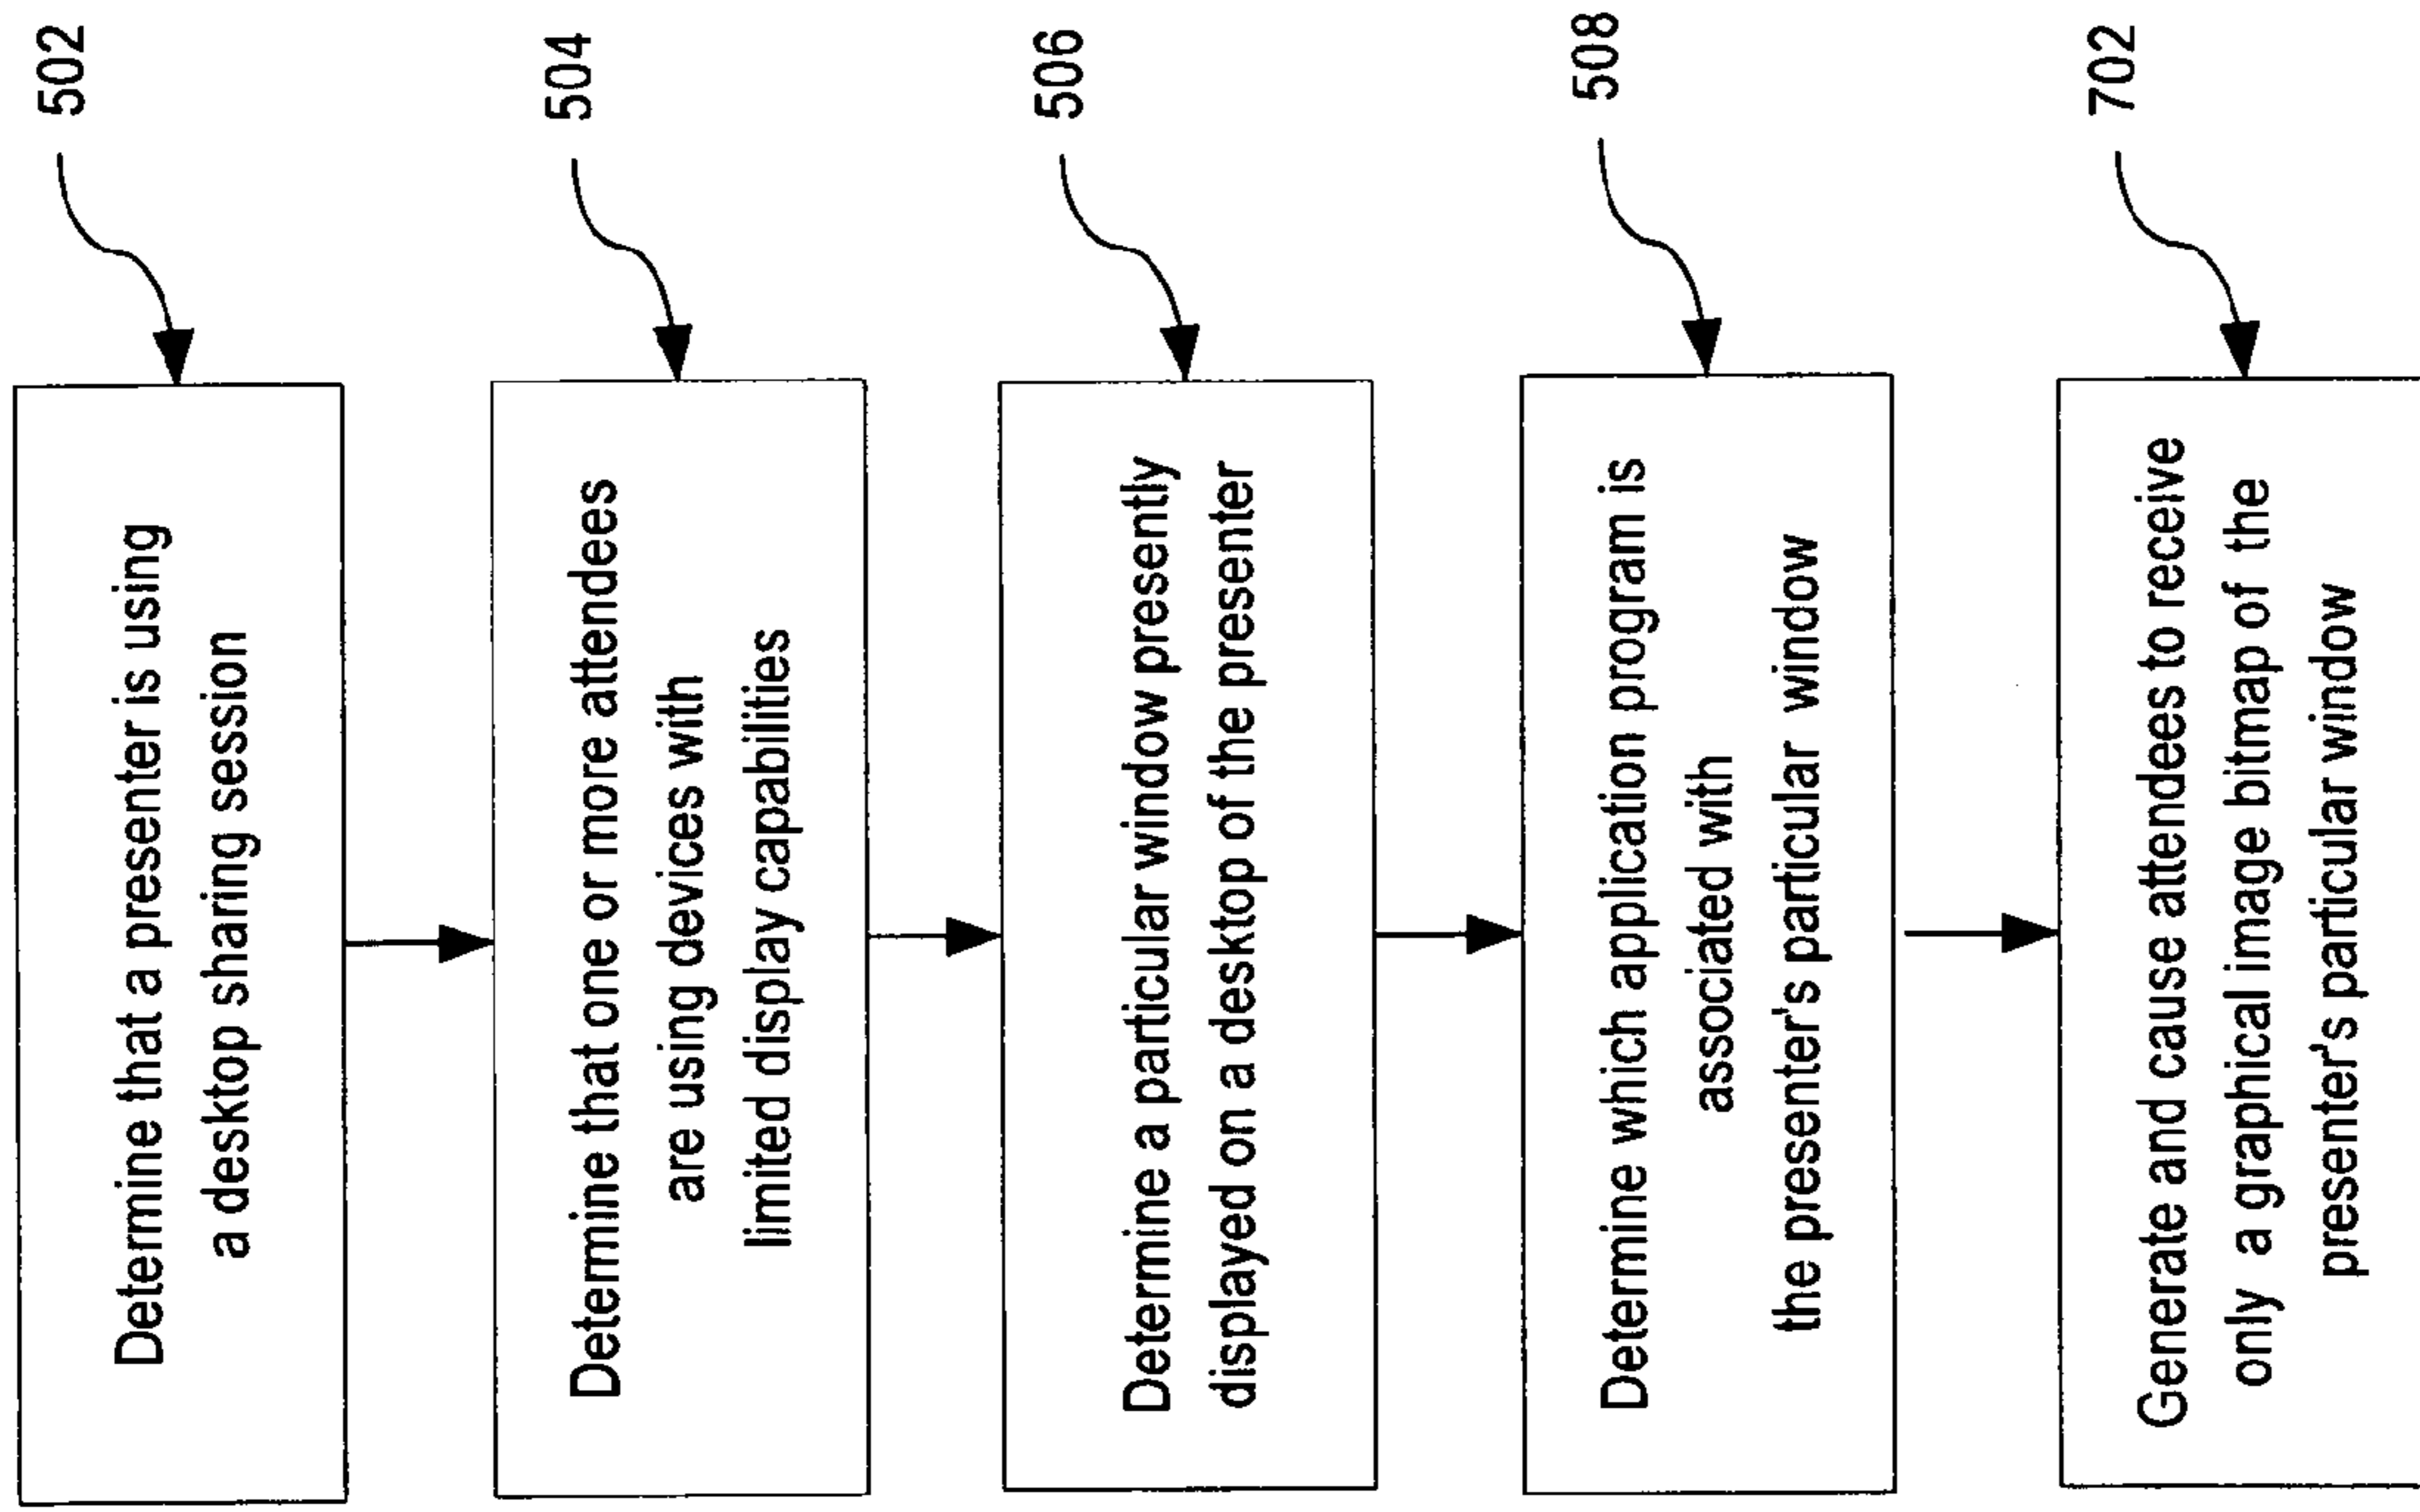 Determine that a presenter is using
a desktop sharing session
502
Determine that one or more attendees
are using devices with
limited display capabilities
504
Determine a particular window presently
displayed on a desktop of the presenter
506
Determine which application program is
associated with
the presenter's particular window
508
Generate and cause attendees to receive
only a graphical image bitmap of the
presenter's particular window
702